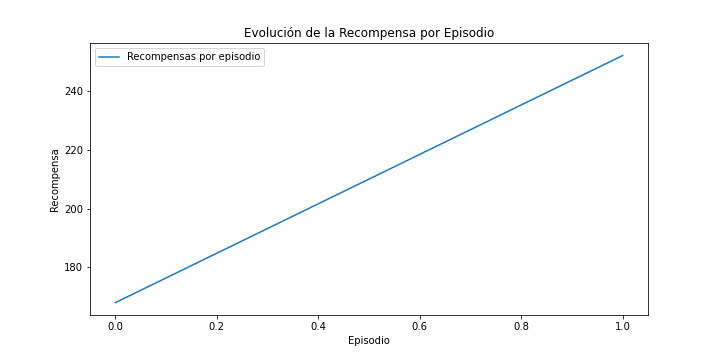 Evolución de la Recompensa por Episodio
Recompensas por episodio
240
220
200
180
Recompensa
0.0 0.2 0.4 0.6 0.8 1.0
Episodio